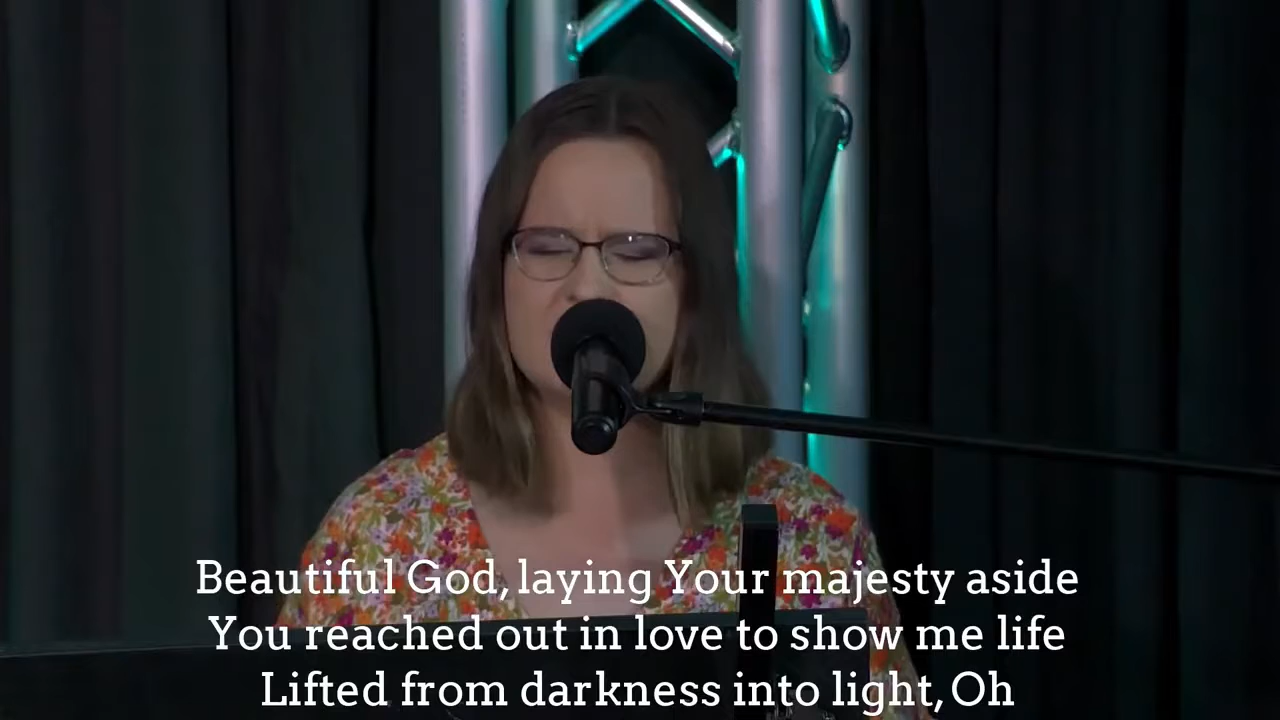 Beautiful God, laying Your majesty aside
You reached out in love to show me life
Lifted from darkness into light, Oh